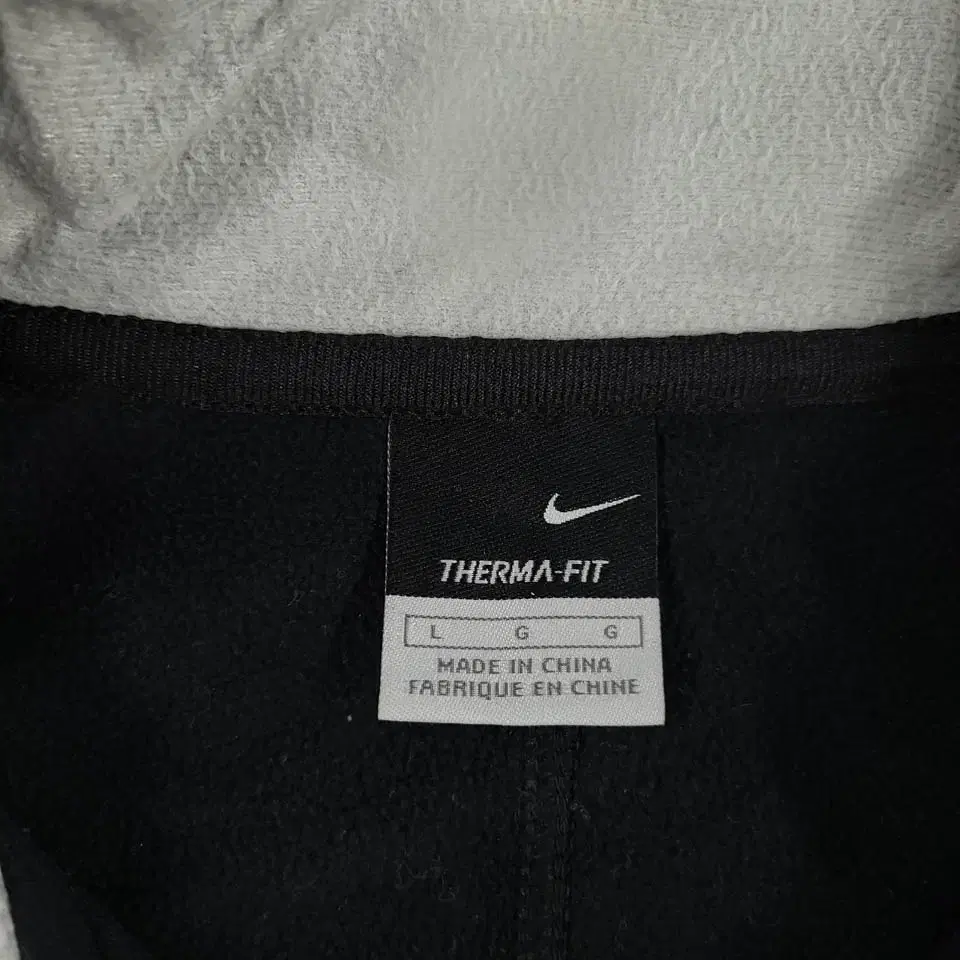 THERMA-FIT
L G G
MADE IN CHINA
FABRIQUE EN CHINE